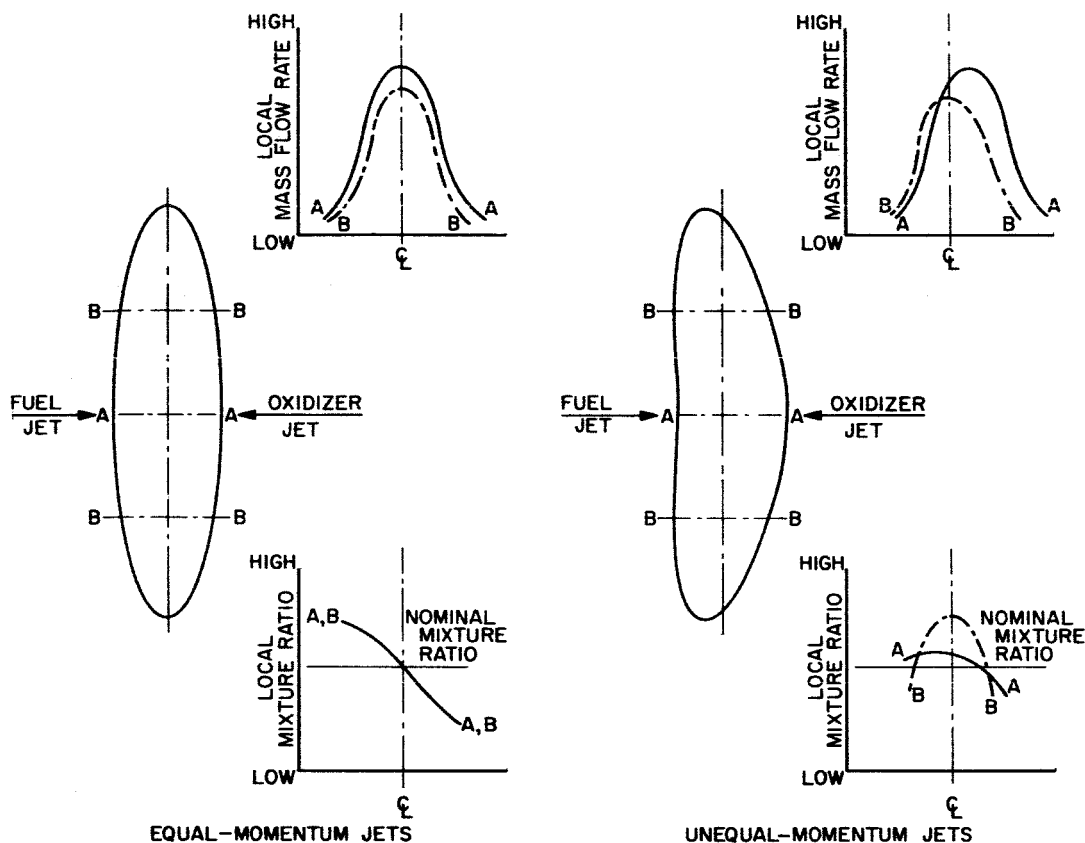 HIGH
LOCAL
MASS FLOW RATE
LOW
A
B
B
A
℄
B
B
FUEL
JET
A
A
OXIDIZER
JET
B
B
HIGH
LOCAL
MIXTURE RATIO
LOW
A,B
NOMINAL
MIXTURE
RATIO
A,B
℄
EQUAL-MOMENTUM JETS
HIGH
LOCAL
MASS FLOW RATE
LOW
B
A
B
A
℄
B
B
FUEL
JET
A
A
OXIDIZER
JET
B
B
HIGH
LOCAL
MIXTURE RATIO
LOW
A
B
NOMINAL
MIXTURE
RATIO
A
B
℄
UNEQUAL-MOMENTUM JETS